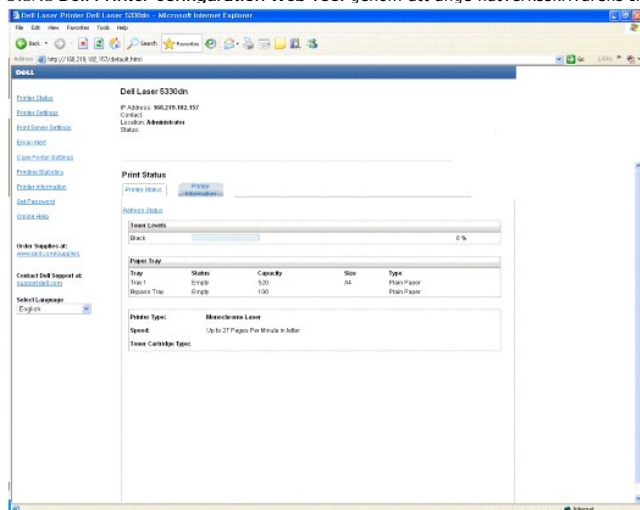 Dell Laser Printer Dell Laser 5330dn - Microsoft Internet Explorer
File Edit View Favorites Tools Help
Back Search Favorites
Address http://168.219.182.157/default.html Go Links
DELL
Printer Status
Printer Settings
Print Server Settings
Email Alert
Copy Printer Settings
Printing Statistics
Printer Information
Set Password
Online Help
Order Supplies at:
www.dell.com/supplies
Contact Dell Support at:
support.dell.com
Select Language
English
Dell Laser 5330dn
IP Address: 168.219.182.157
Contact:
Location: Administrator
Status:
Print Status
Printer Status
Printer
Information
Refresh Status
Toner Levels
Black 0 %
Paper Tray
Tray Status Capacity Size Type
Tray 1 Empty 520 A4 Plain Paper
Bypass Tray Empty 100 Plain Paper
Printer Type: Monochrome Laser
Speed: Up to 27 Pages Per Minute in letter
Toner Cartridge Type:
Internet